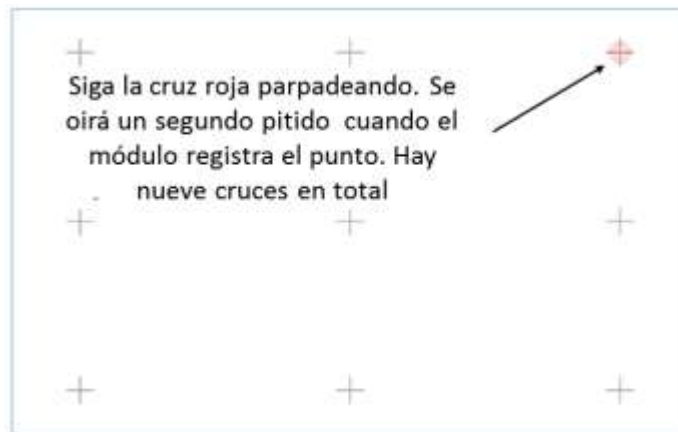 Siga la cruz roja parpadeando. Se
oirá un segundo pitido cuando el
módulo registra el punto. Hay
nueve cruces en total